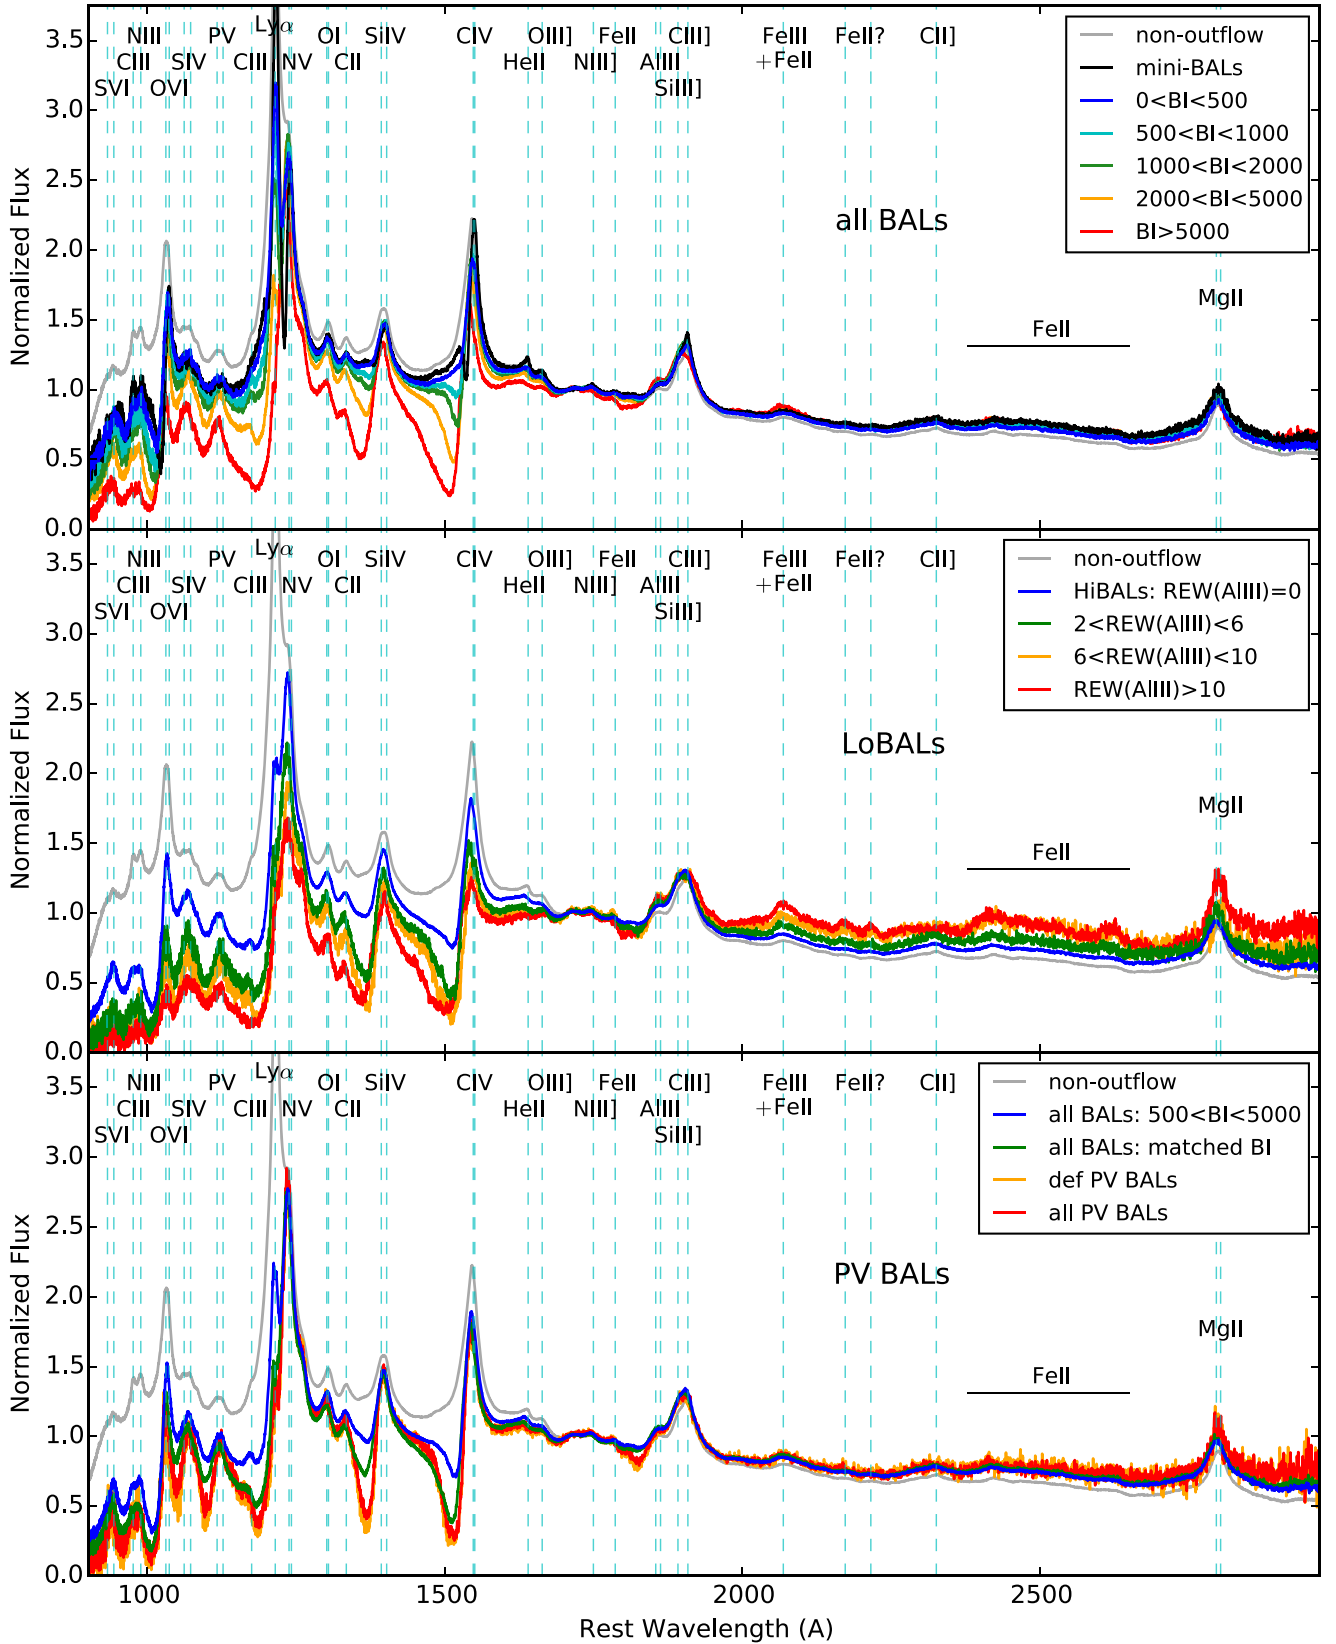 3.5
3.0
2.5
2.0
1.5
1.0
0.5
0.0
Normalized Flux
NIII PV Lyα OI SiIV CIV OIII] FeII CIII] FeIII FeII? CII]
CIII SIV CIII NV CII HeII NIII] AlIII +FeII
SVI OVI SiIII]
non-outflow
mini-BALs
0<BI<500
500<BI<1000
1000<BI<2000
2000<BI<5000
BI>5000
all BALs
MgII
FeII
3.5
3.0
2.5
2.0
1.5
1.0
0.5
0.0
Normalized Flux
NIII PV Lyα OI SiIV CIV OIII] FeII CIII] FeIII FeII? CII]
CIII SIV CIII NV CII HeII NIII] AlIII +FeII
SVI OVI SiIII]
non-outflow
HiBALs: REW(AlIII)=0
2<REW(AlIII)<6
6<REW(AlIII)<10
REW(AlIII)>10
LoBALs
MgII
FeII
3.5
3.0
2.5
2.0
1.5
1.0
0.5
0.0
Normalized Flux
NIII PV Lyα OI SiIV CIV OIII] FeII CIII] FeIII FeII? CII]
CIII SIV CIII NV CII HeII NIII] AlIII +FeII
SVI OVI SiIII]
non-outflow
all BALs: 500<BI<5000
all BALs: matched BI
def PV BALs
all PV BALs
PV BALs
MgII
FeII
1000 1500 2000 2500
Rest Wavelength (A)